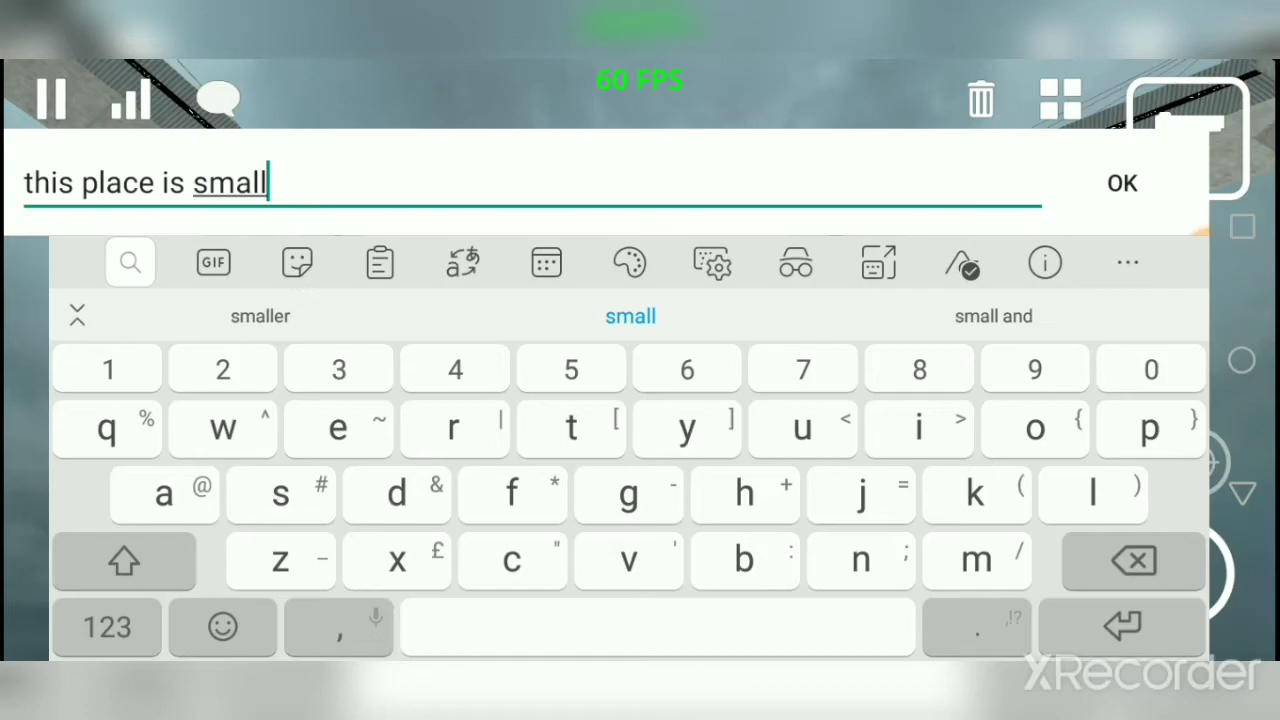 60 FPS
this place is small
OK
GIF
smaller small small and
1 2 3 4 5 6 7 8 9 0
q % w ^ e ~ r | t [ y ] u < i > o { p }
a @ s # d & f * g - h + j = k ( l )
z _ x £ c " v ' b : n ; m /
123 , . ,!?
XRecorder